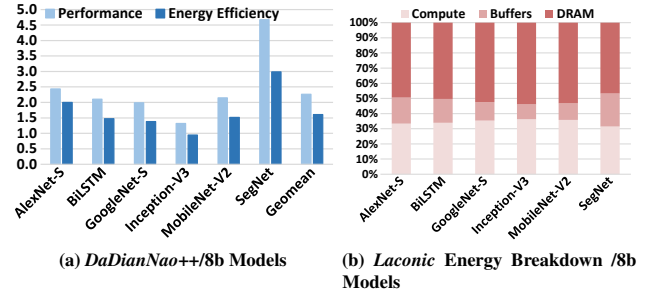 Performance Energy Efficiency
5.0
4.5
4.0
3.5
3.0
2.5
2.0
1.5
1.0
0.5
0.0
AlexNet-S
BiLSTM
GoogleNet-S
Inception-V3
MobileNet-V2
SegNet
Geomean
(a) DaDianNao++/8b Models
Compute Buffers DRAM
100%
90%
80%
70%
60%
50%
40%
30%
20%
10%
0%
AlexNet-S
BiLSTM
GoogleNet-S
Inception-V3
MobileNet-V2
SegNet
(b) Laconic Energy Breakdown /8b
Models